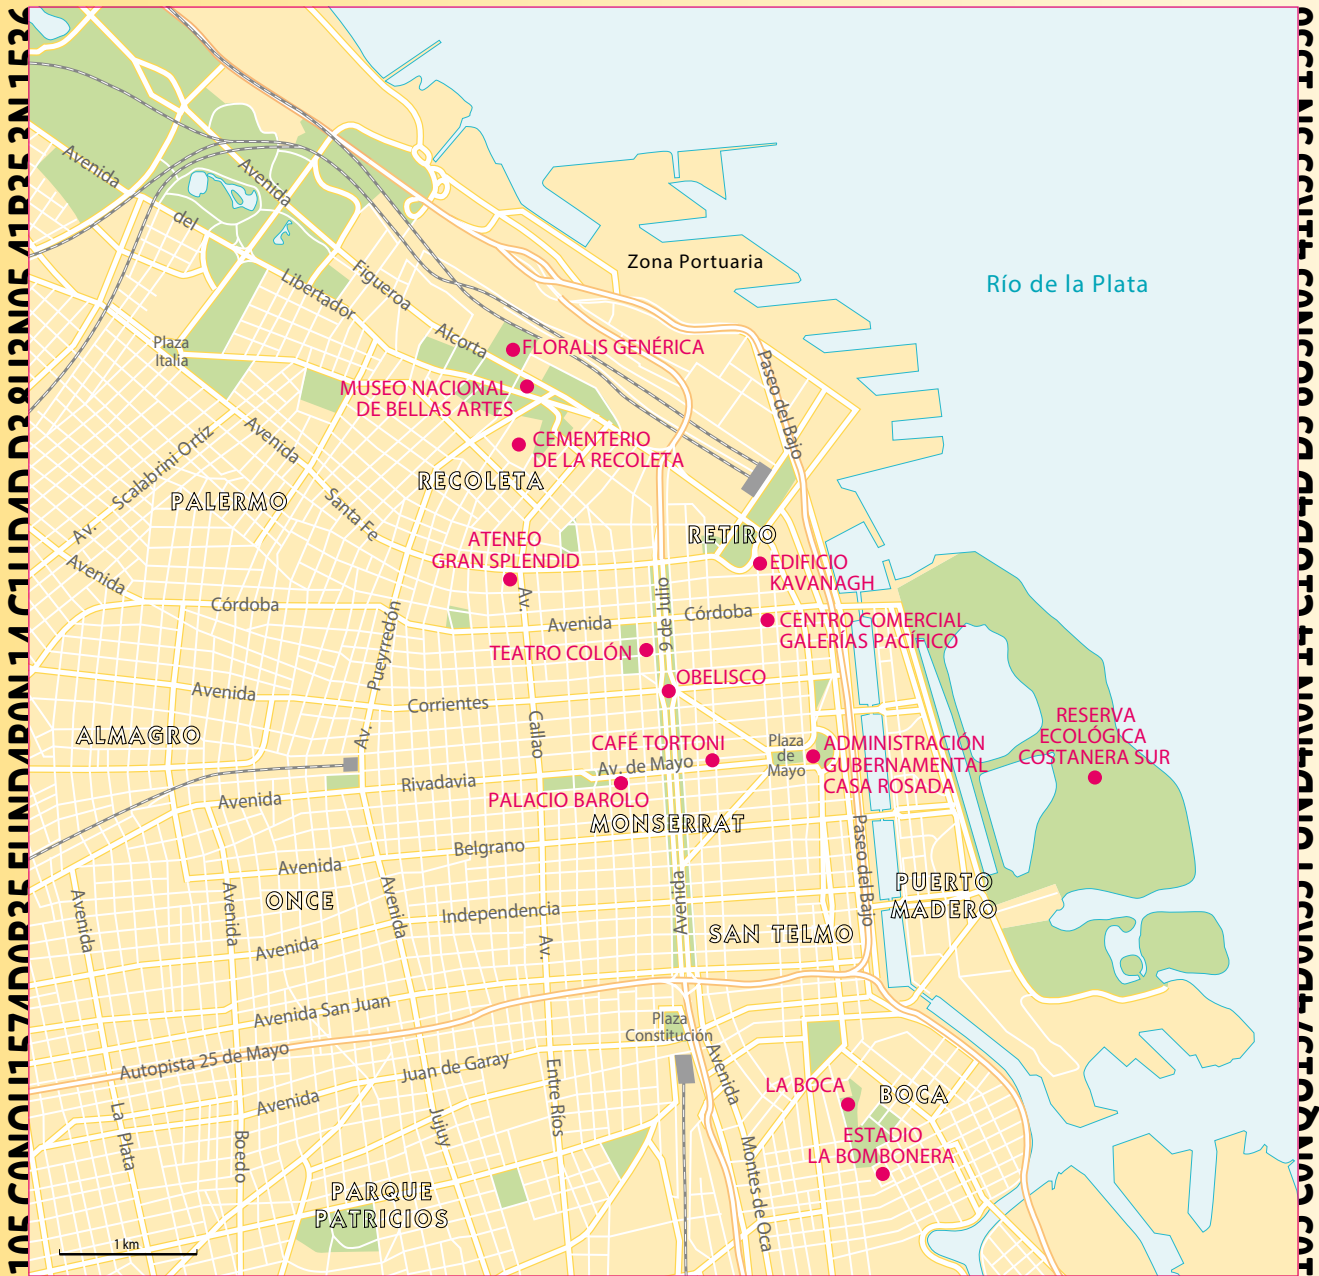 Avenida
del
Libertador
Avenida
Figueroa
Alcorta
Zona Portuaria
Río de la Plata
Plaza
Italia
FLORALIS GENÉRICA
MUSEO NACIONAL
DE BELLAS ARTES
CEMENTERIO
DE LA RECOLETA
Paseo del Bajo
Av. Scalabrini Ortíz
Avenida
Santa Fe
RECOLETA
PALERMO
RETIRO
ATENEO
GRAN SPLENDID
EDIFICIO
KAVANAGH
Avenida
Córdoba
Av.
Pueyrredón
Avenida
Córdoba
9 de Julio
CENTRO COMERCIAL
GALERÍAS PACÍFICO
TEATRO COLÓN
OBELISCO
Avenida
Corrientes
Av.
Callao
ALMAGRO
RESERVA
ECOLÓGICA
COSTANERA SUR
CAFÉ TORTONI
Plaza
de
Mayo
ADMINISTRACIÓN
GUBERNAMENTAL
CASA ROSADA
Av. de Mayo
Avenida
Rivadavia
PALACIO BAROLO
MONSERRAT
Avenida
Belgrano
Paseo del Bajo
PUERTO
MADERO
ONCE
Avenida
Avenida
Avenida
Avenida
Independencia
Av.
Avenida
SAN TELMO
Avenida San Juan
Plaza
Constitución
Autopista 25 de Mayo
Juan de Garay
Avenida
Avenida
Entre Ríos
LA BOCA
BOCA
La Plata
Boedo
Jujuy
ESTADIO
LA BOMBONERA
Montes de Oca
PARQUE
PATRICIOS
1 km